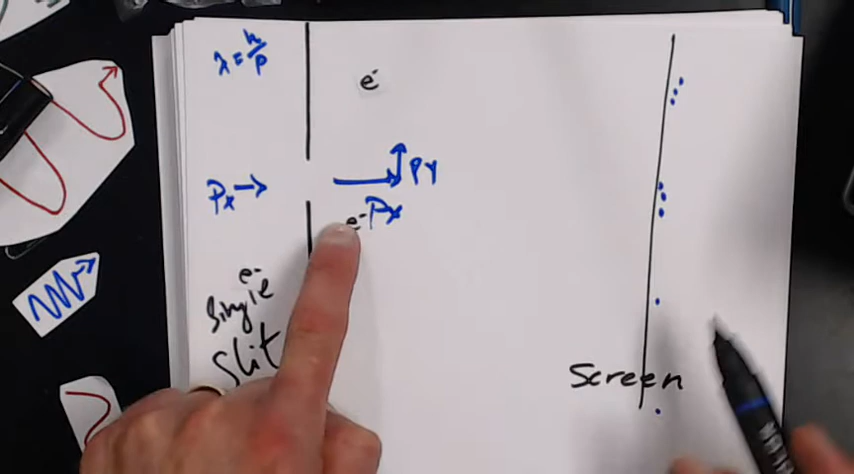 λ = h/p
e⁻
Px →
PY
Px
e⁻
e⁻
Single
Slit
Screen